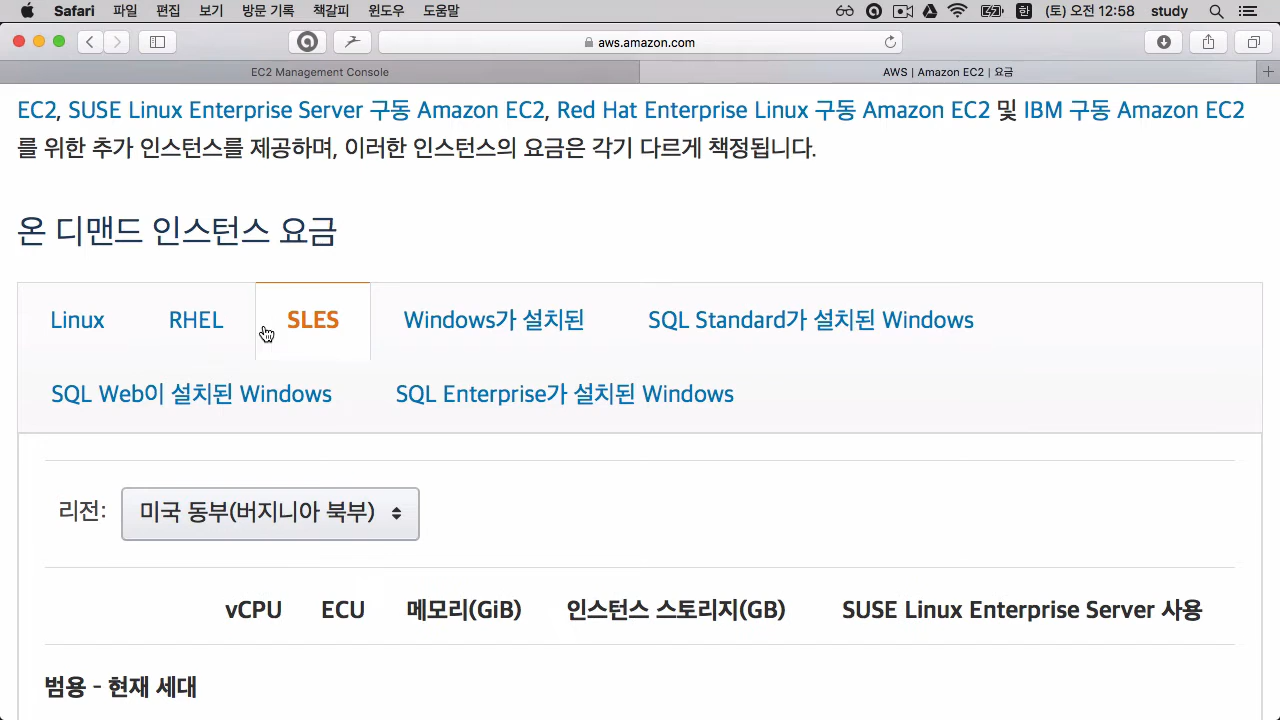 Safari 파일 편집 보기 방문 기록 책갈피 윈도우 도움말 한 (토) 오전 12:58 study
aws.amazon.com
EC2 Management Console AWS | Amazon EC2 | 요금
EC2, SUSE Linux Enterprise Server 구동 Amazon EC2, Red Hat Enterprise Linux 구동 Amazon EC2 및 IBM 구동 Amazon EC2
를 위한 추가 인스턴스를 제공하며, 이러한 인스턴스의 요금은 각기 다르게 책정됩니다.
온 디맨드 인스턴스 요금
Linux RHEL SLES Windows가 설치된 SQL Standard가 설치된 Windows
SQL Web이 설치된 Windows SQL Enterprise가 설치된 Windows
리전: 미국 동부(버지니아 북부)
vCPU ECU 메모리(GiB) 인스턴스 스토리지(GB) SUSE Linux Enterprise Server 사용
범용 - 현재 세대